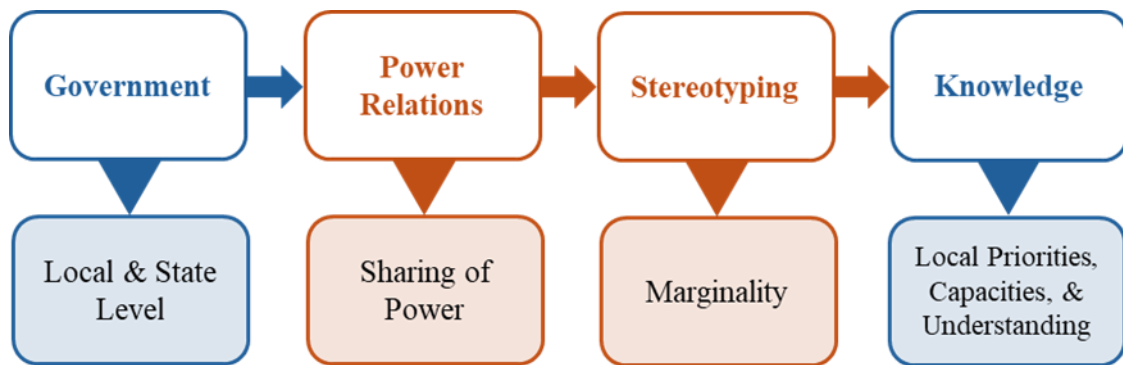 Government
Power
Relations
Stereotyping
Knowledge
Local & State
Level
Sharing of
Power
Marginality
Local Priorities,
Capacities, &
Understanding